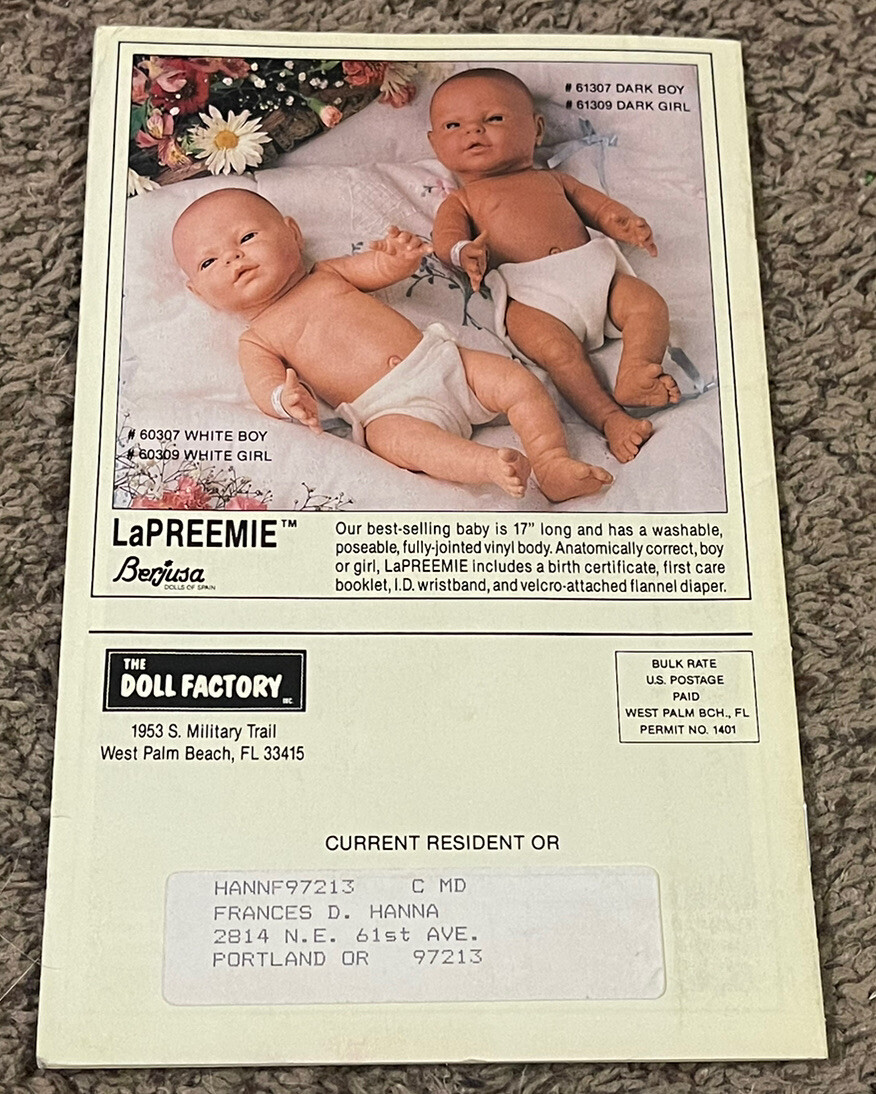 # 61307 DARK BOY
# 61309 DARK GIRL
# 60307 WHITE BOY
# 60309 WHITE GIRL
LaPREEMIE™
Berjusa
DOLLS OF SPAIN
Our best-selling baby is 17" long and has a washable,
poseable, fully-jointed vinyl body. Anatomically correct, boy
or girl, LaPREEMIE includes a birth certificate, first care
booklet, I.D. wristband, and velcro-attached flannel diaper.
THE
DOLL FACTORY
INC.
1953 S. Military Trail
West Palm Beach, FL 33415
BULK RATE
U.S. POSTAGE
PAID
WEST PALM BCH., FL
PERMIT NO. 1401
CURRENT RESIDENT OR
HANNF97213 C MD
FRANCES D. HANNA
2814 N.E. 61st AVE.
PORTLAND OR 97213